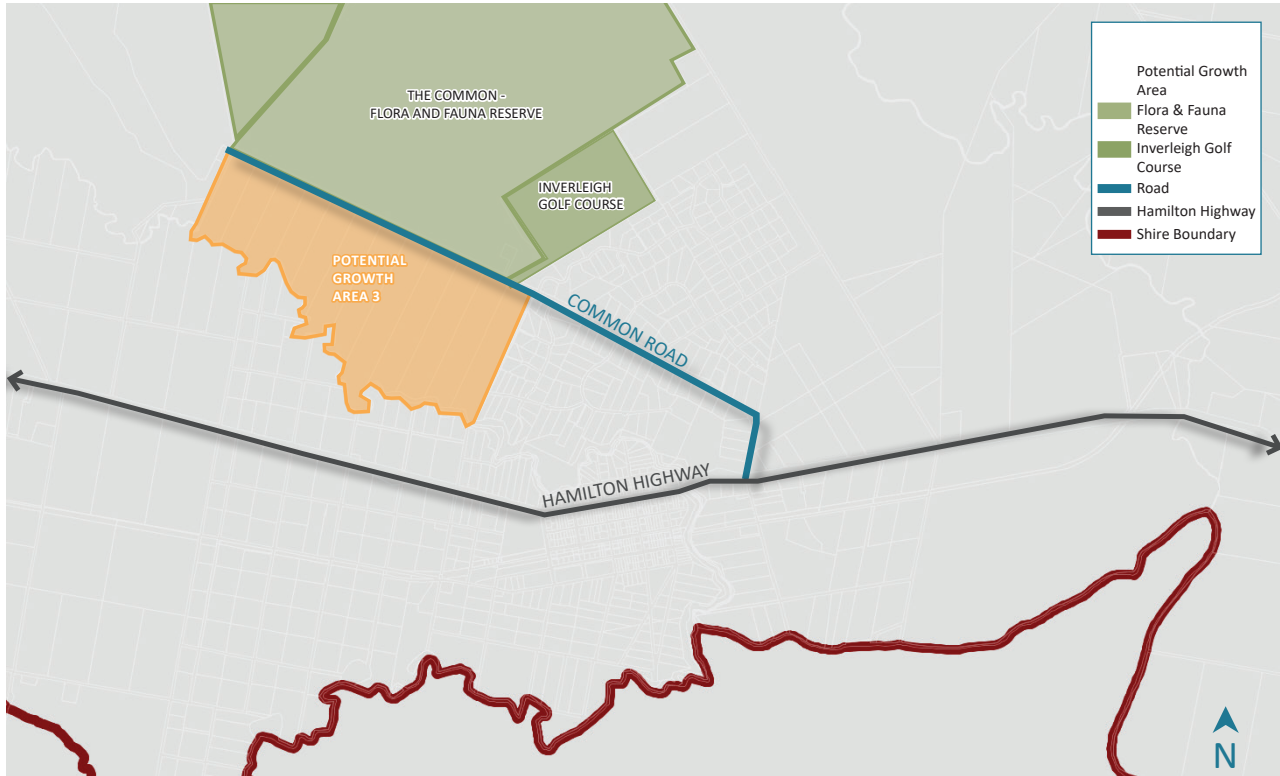 THE COMMON -
FLORA AND FAUNA RESERVE
INVERLEIGH
GOLF COURSE
POTENTIAL
GROWTH
AREA 3
COMMON ROAD
HAMILTON HIGHWAY
Potential Growth
Area
Flora & Fauna
Reserve
Inverleigh Golf
Course
Road
Hamilton Highway
Shire Boundary
N